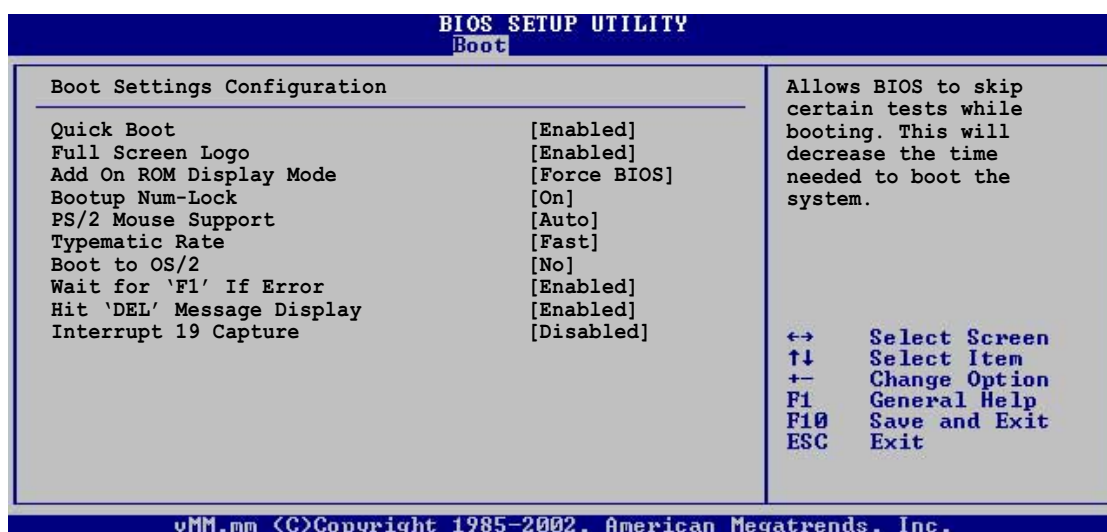 BIOS SETUP UTILITY
Boot
Boot Settings Configuration
Quick Boot [Enabled]
Full Screen Logo [Enabled]
Add On ROM Display Mode [Force BIOS]
Bootup Num-Lock [On]
PS/2 Mouse Support [Auto]
Typematic Rate [Fast]
Boot to OS/2 [No]
Wait for ‘F1’ If Error [Enabled]
Hit ‘DEL’ Message Display [Enabled]
Interrupt 19 Capture [Disabled]
Allows BIOS to skip
certain tests while
booting. This will
decrease the time
needed to boot the
system.
←→ Select Screen
↑↓ Select Item
+- Change Option
F1 General Help
F10 Save and Exit
ESC Exit
vMM.mm (C)Copyright 1985-2002, American Megatrends, Inc.